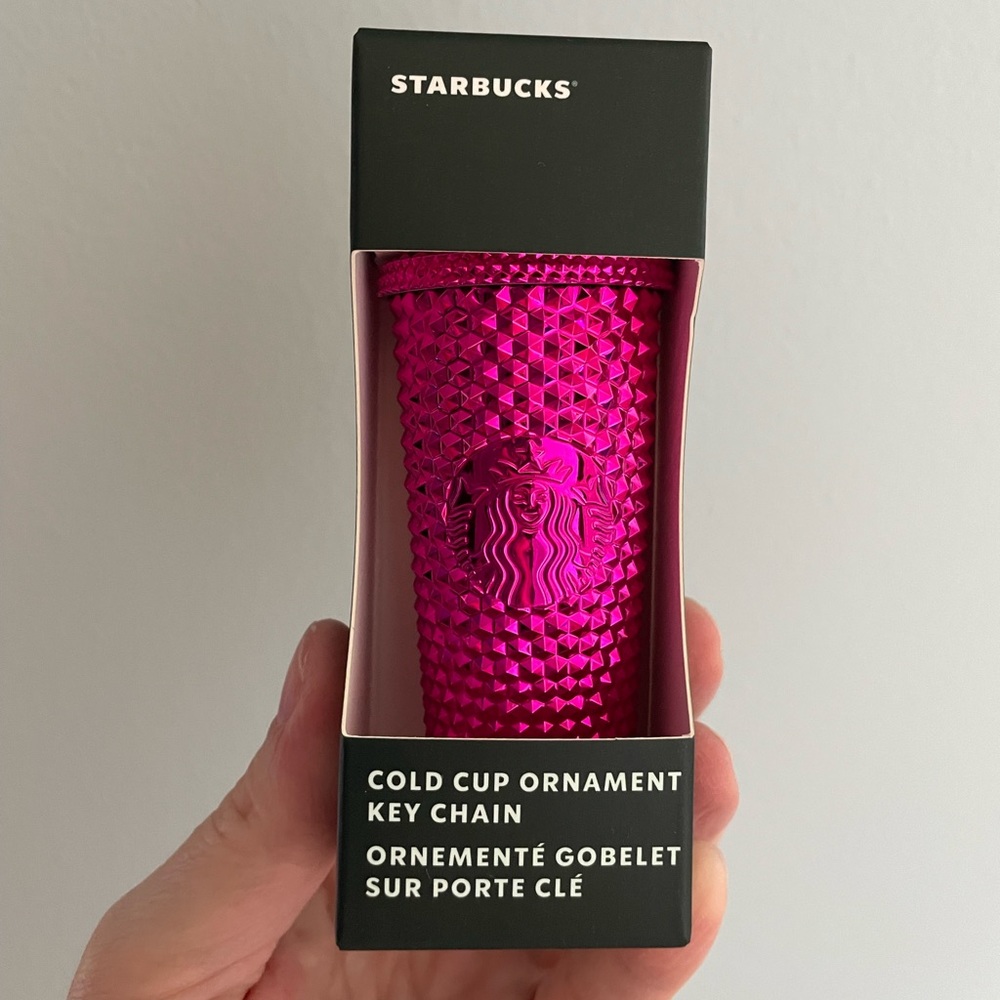 STARBUCKS®
COLD CUP ORNAMENT
KEY CHAIN
ORNEMENTÉ GOBELET
SUR PORTE CLÉ